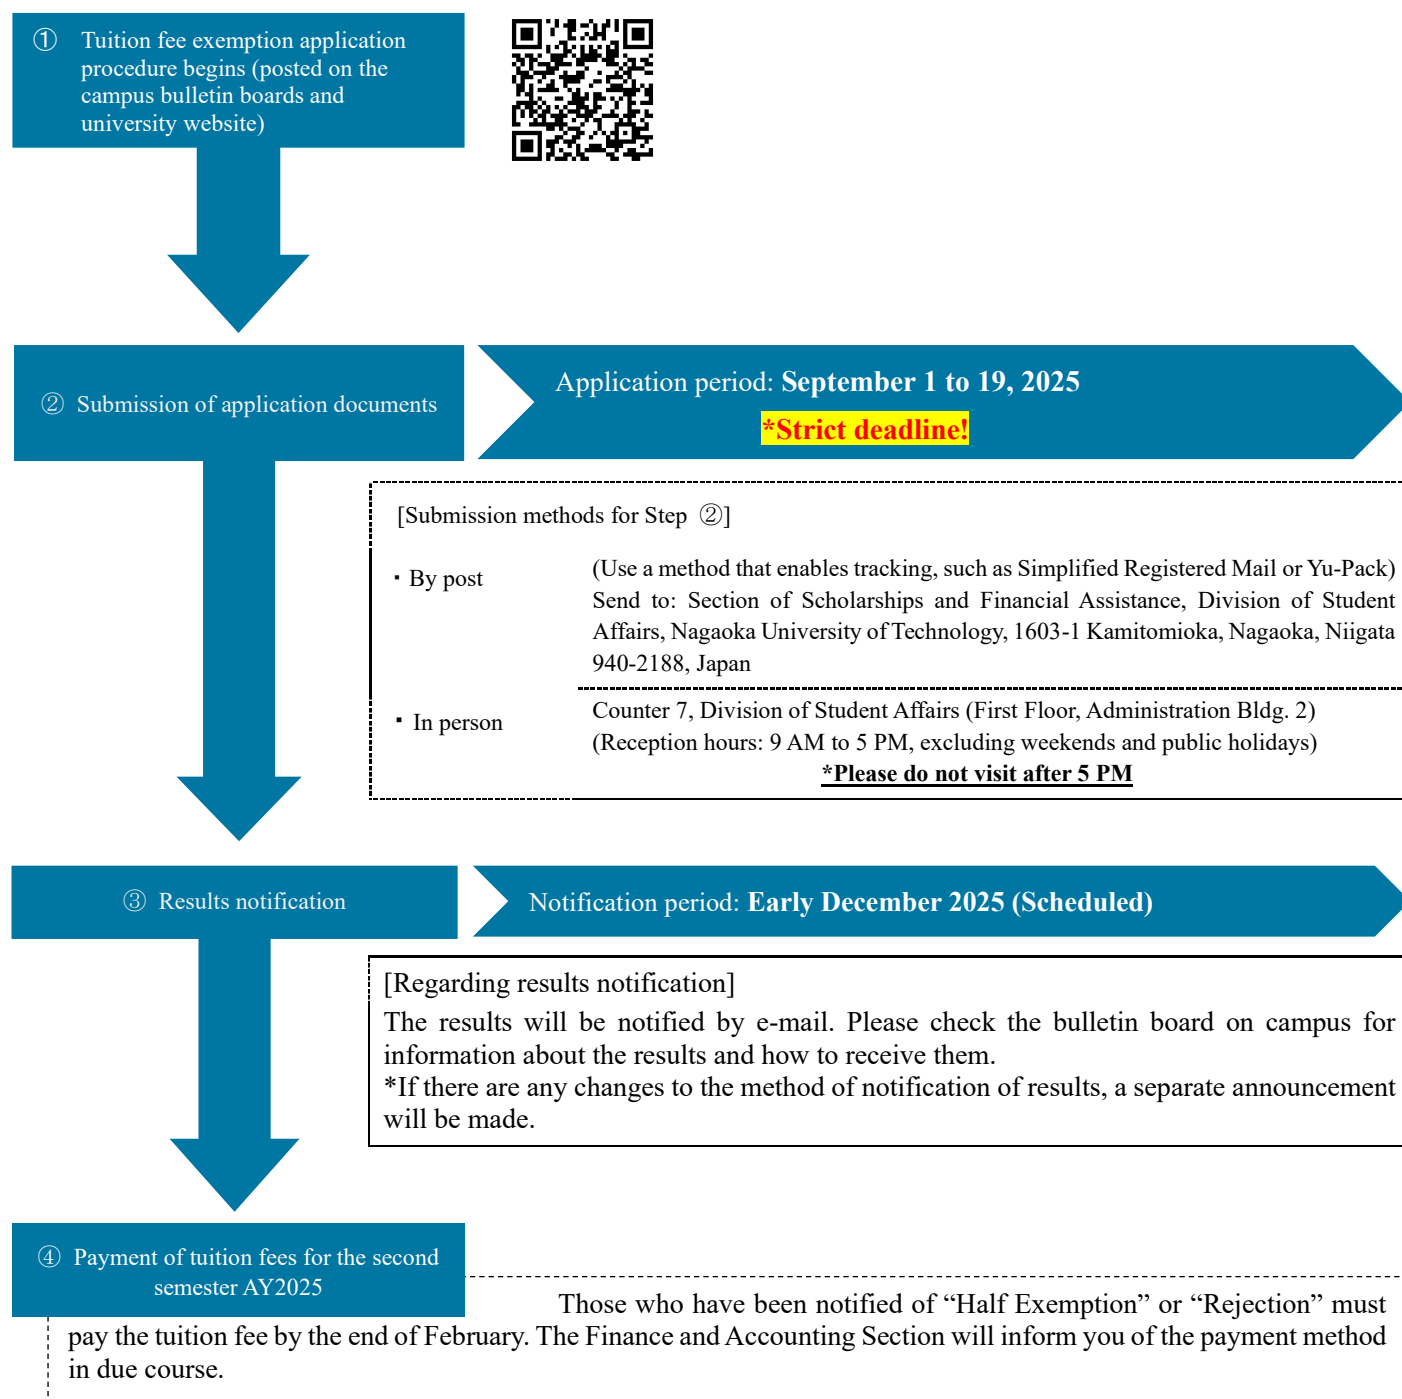 ① Tuition fee exemption application
procedure begins (posted on the
campus bulletin boards and
university website)
② Submission of application documents
Application period: September 1 to 19, 2025
*Strict deadline!
[Submission methods for Step ②]
・By post
(Use a method that enables tracking, such as Simplified Registered Mail or Yu-Pack)
Send to: Section of Scholarships and Financial Assistance, Division of Student
Affairs, Nagaoka University of Technology, 1603-1 Kamitomioka, Nagaoka, Niigata
940-2188, Japan
・In person
Counter 7, Division of Student Affairs (First Floor, Administration Bldg. 2)
(Reception hours: 9 AM to 5 PM, excluding weekends and public holidays)
*Please do not visit after 5 PM
③ Results notification
Notification period: Early December 2025 (Scheduled)
[Regarding results notification]
The results will be notified by e-mail. Please check the bulletin board on campus for
information about the results and how to receive them.
*If there are any changes to the method of notification of results, a separate announcement
will be made.
④ Payment of tuition fees for the second
semester AY2025
Those who have been notified of “Half Exemption” or “Rejection” must
pay the tuition fee by the end of February. The Finance and Accounting Section will inform you of the payment method
in due course.